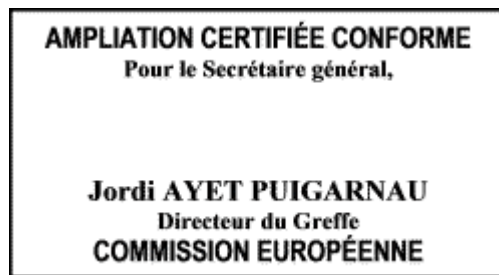 AMPLIATION CERTIFIÉE CONFORME
Pour le Secrétaire général,
Jordi AYET PUIGARNAU
Directeur du Greffe
COMMISSION EUROPÉENNE